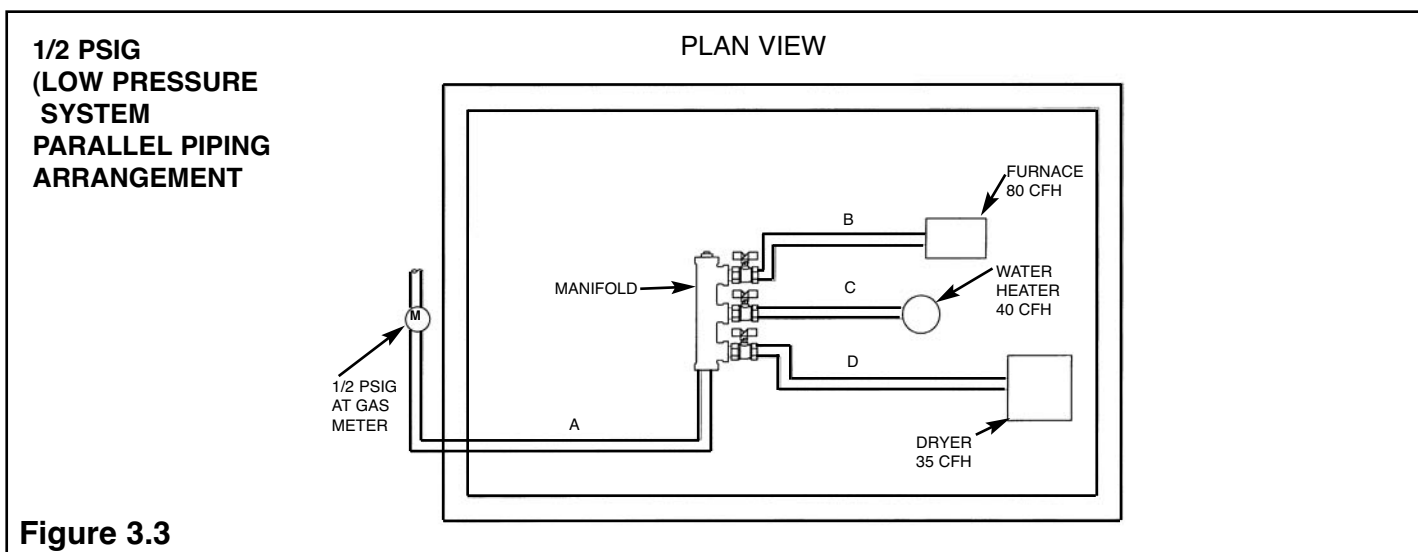 1/2 PSIG
(LOW PRESSURE
SYSTEM
PARALLEL PIPING
ARRANGEMENT
PLAN VIEW
FURNACE
80 CFH
B
MANIFOLD
C
WATER
HEATER
40 CFH
M
D
1/2 PSIG
AT GAS
METER
A
DRYER
35 CFH
Figure 3.3